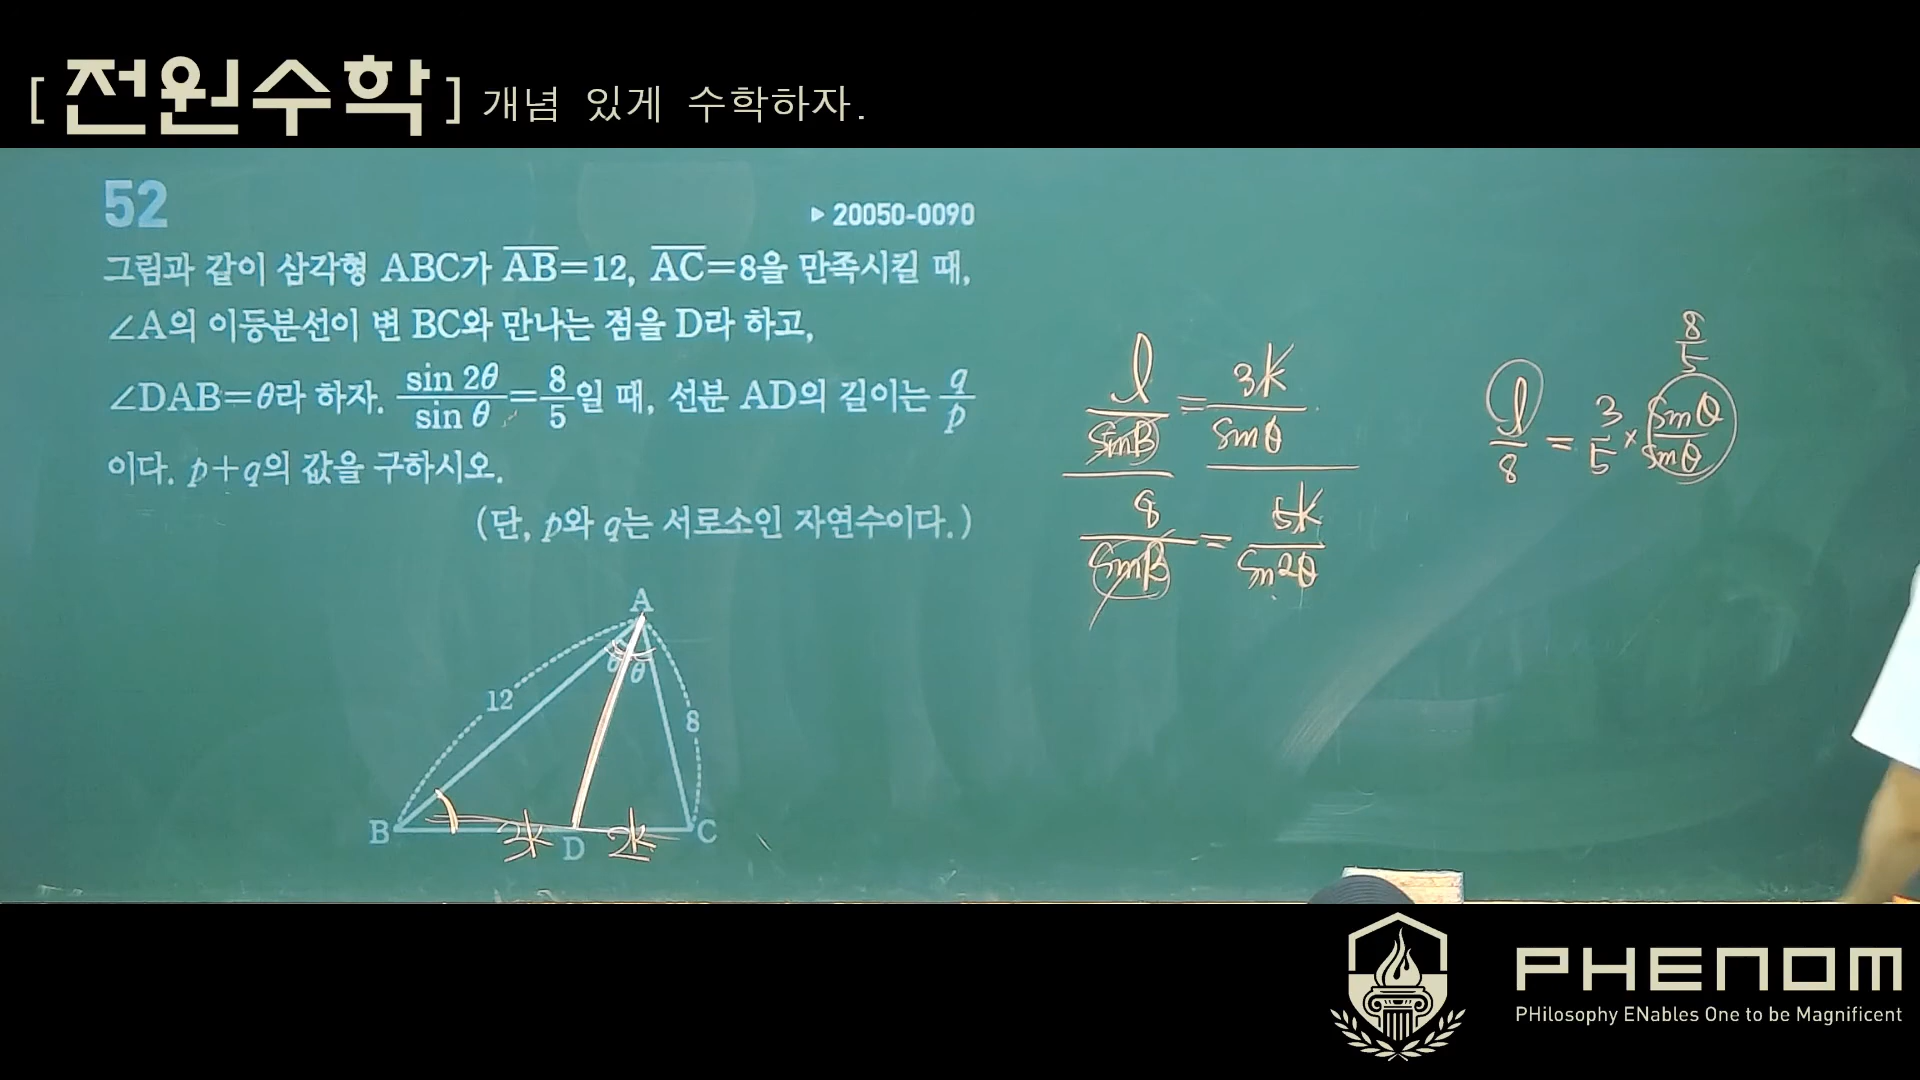 [ 전원수학 ] 개념 있게 수학하자.
52
▶ 20050-0090
그림과 같이 삼각형 ABC가 AB=12, AC=8을 만족시킬 때,
∠A의 이등분선이 변 BC와 만나는 점을 D라 하고,
∠DAB=θ라 하자. sin 2θ/sin θ=8/5일 때, 선분 AD의 길이는 q/p
이다. p+q의 값을 구하시오.
(단, p와 q는 서로소인 자연수이다.)
A
θ θ
12
8
B 3k D 2k C
l/sinB = 3k/sinθ
8/sinB = 5k/sin2θ
8/5
l/8 = 3/5 × sin θ/sin θ
PHENOM
PHilosophy ENables One to be Magnificent